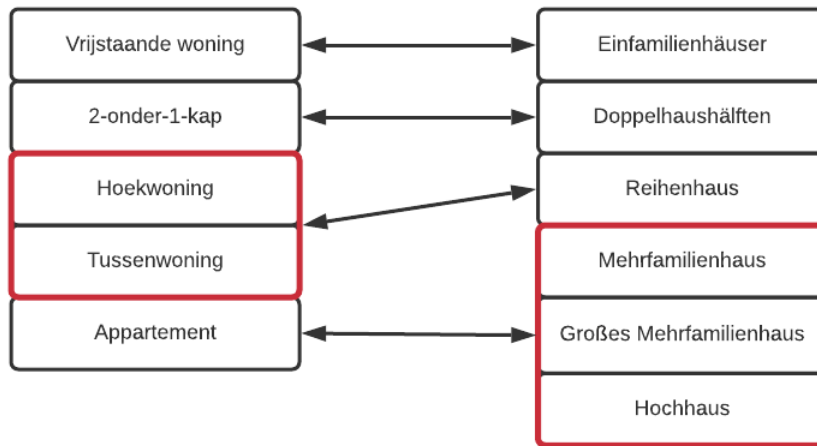 Vrijstaande woning
Einfamilienhäuser
2-onder-1-kap
Doppelhaushälften
Hoekwoning
Reihenhaus
Tussenwoning
Mehrfamilienhaus
Appartement
Großes Mehrfamilienhaus
Hochhaus